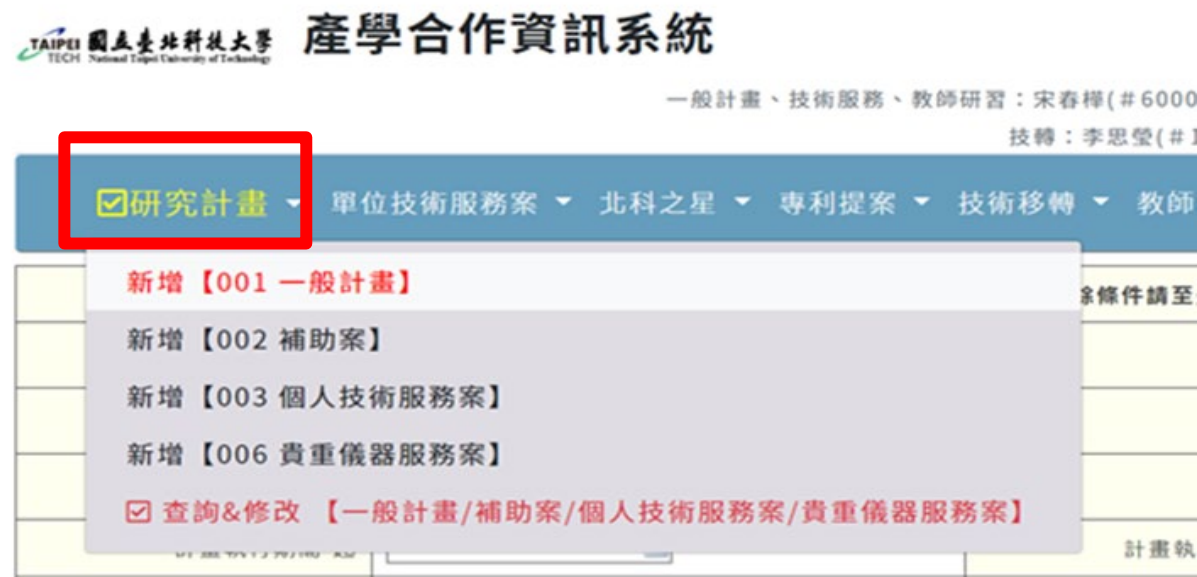 TAIPEI TECH 國立臺北科技大學 National Taipei University of Technology 產學合作資訊系統
一般計畫、技術服務、教師研習：宋春樺(#6000
技轉：李思瑩(#1
研究計畫 單位技術服務案 北科之星 專利提案 技術移轉 教師
新增【001 一般計畫】
條件請至
新增【002 補助案】
新增【003 個人技術服務案】
新增【006 貴重儀器服務案】
查詢&修改 【一般計畫/補助案/個人技術服務案/貴重儀器服務案】
計畫執